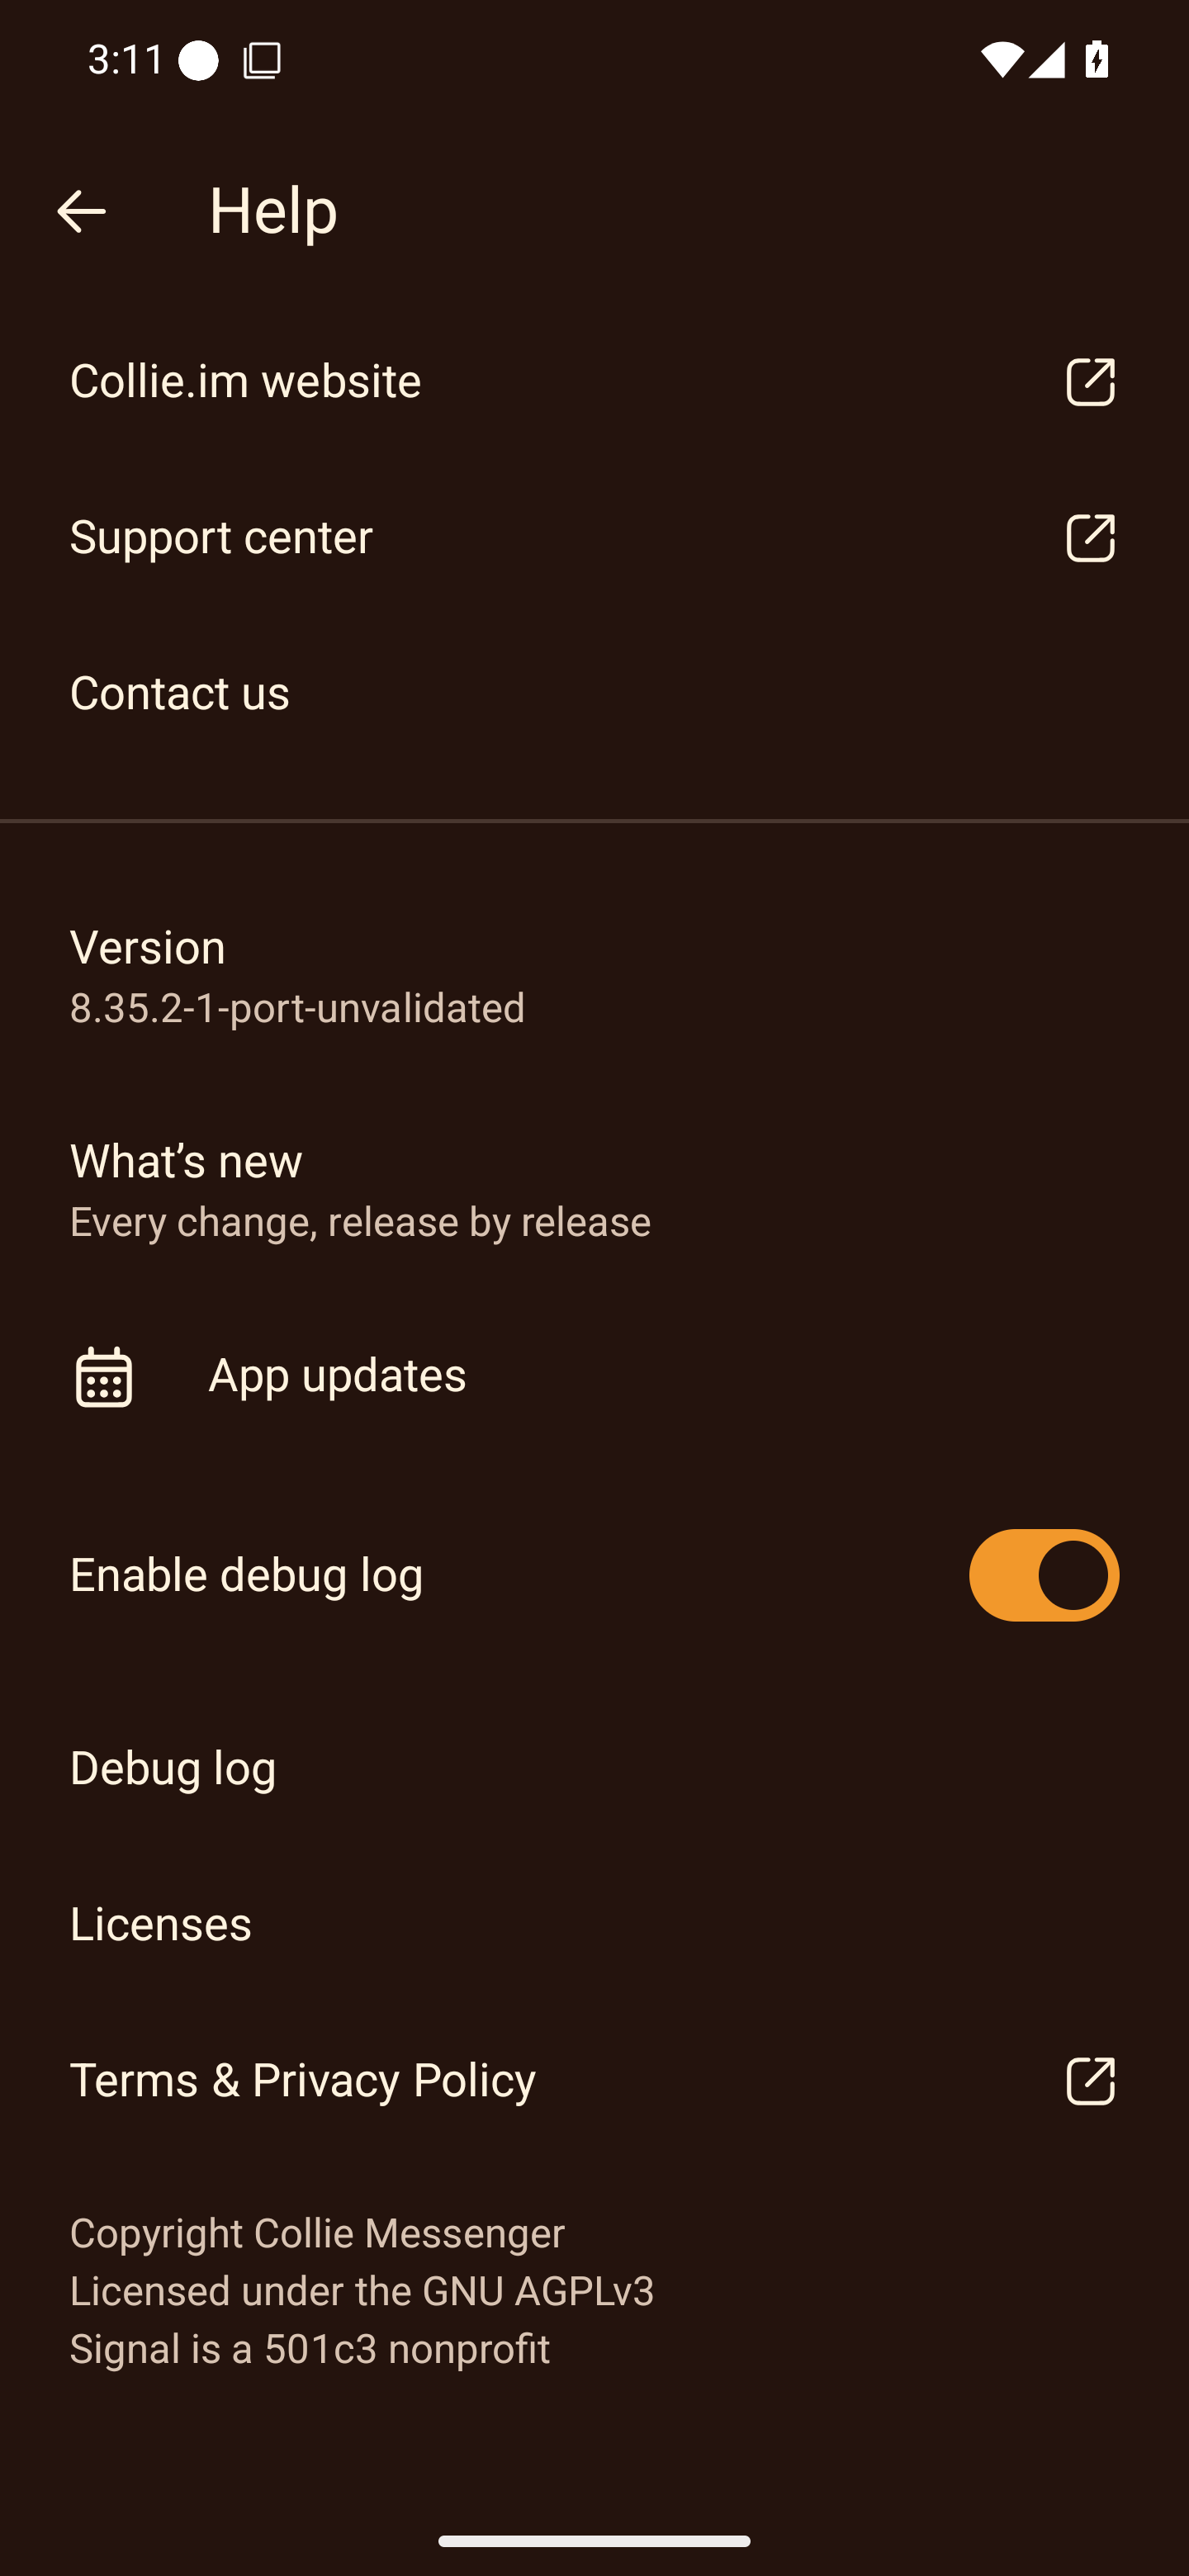 3:11
Help
Collie.im website
Support center
Contact us
Version
8.35.2-1-port-unvalidated
What’s new
Every change, release by release
App updates
Enable debug log
Debug log
Licenses
Terms & Privacy Policy
Copyright Collie Messenger
Licensed under the GNU AGPLv3
Signal is a 501c3 nonprofit